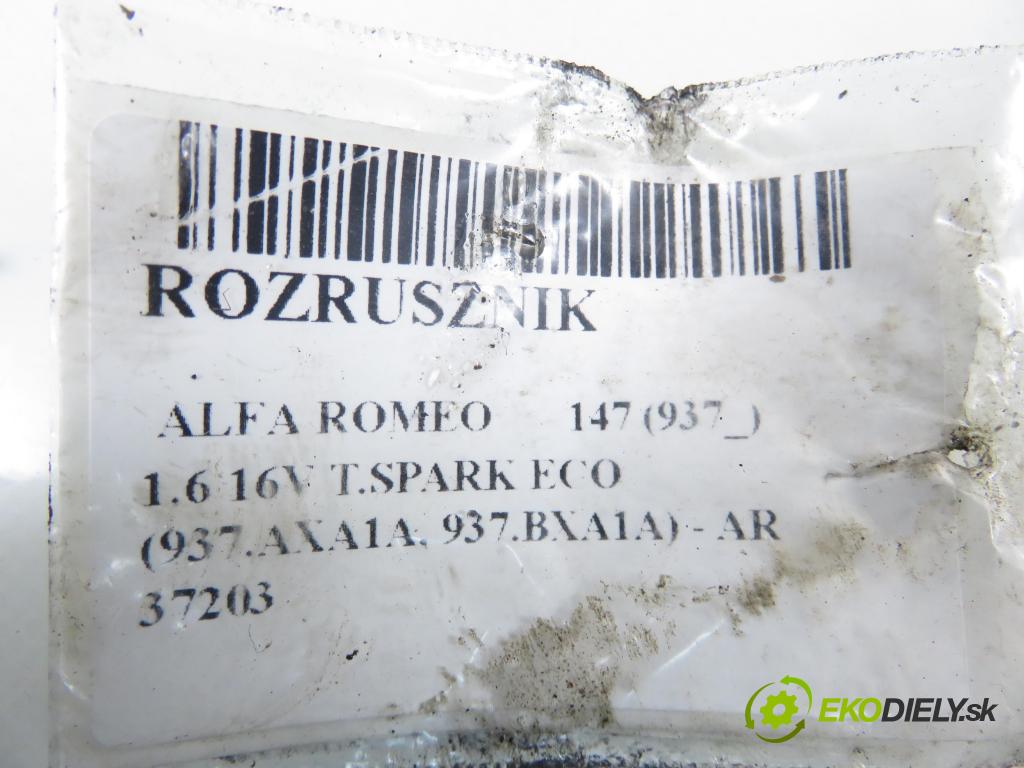 ROZRUSZNIK
ALFA ROMEO 147 (937_)
1.6 16V T.SPARK ECO
(937.AXA1A, 937.BXA1A) - AR
37203
EKODIELY.sk